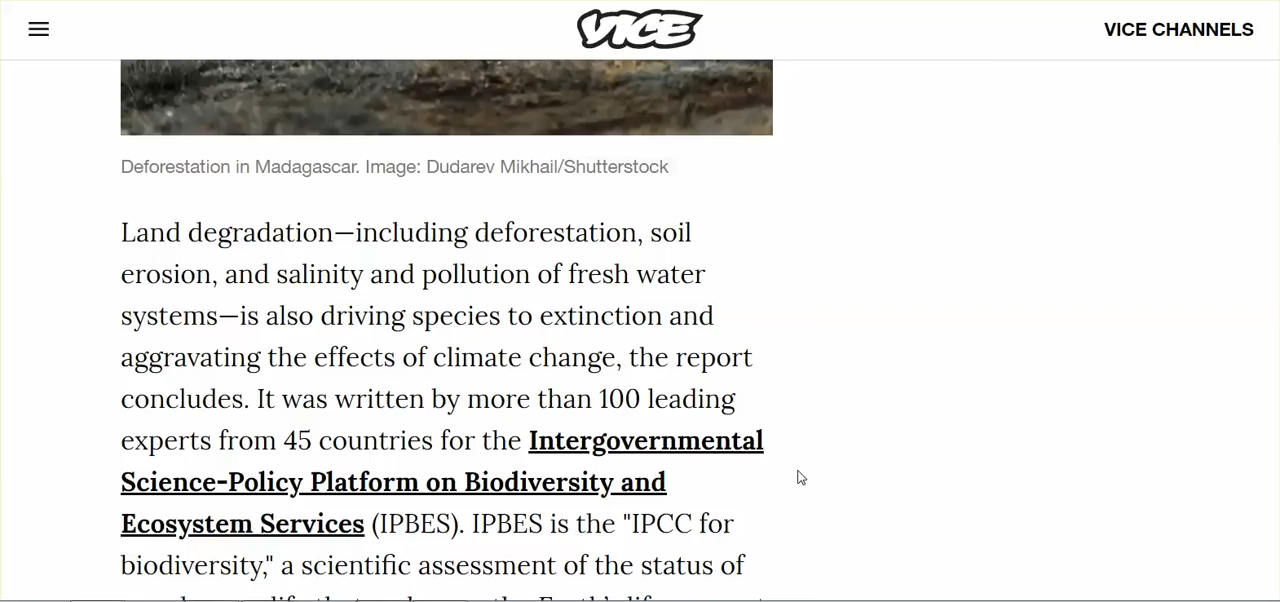 VICE
VICE CHANNELS
Deforestation in Madagascar. Image: Dudarev Mikhail/Shutterstock
Land degradation—including deforestation, soil
erosion, and salinity and pollution of fresh water
systems—is also driving species to extinction and
aggravating the effects of climate change, the report
concludes. It was written by more than 100 leading
experts from 45 countries for the Intergovernmental
Science-Policy Platform on Biodiversity and
Ecosystem Services (IPBES). IPBES is the "IPCC for
biodiversity," a scientific assessment of the status of